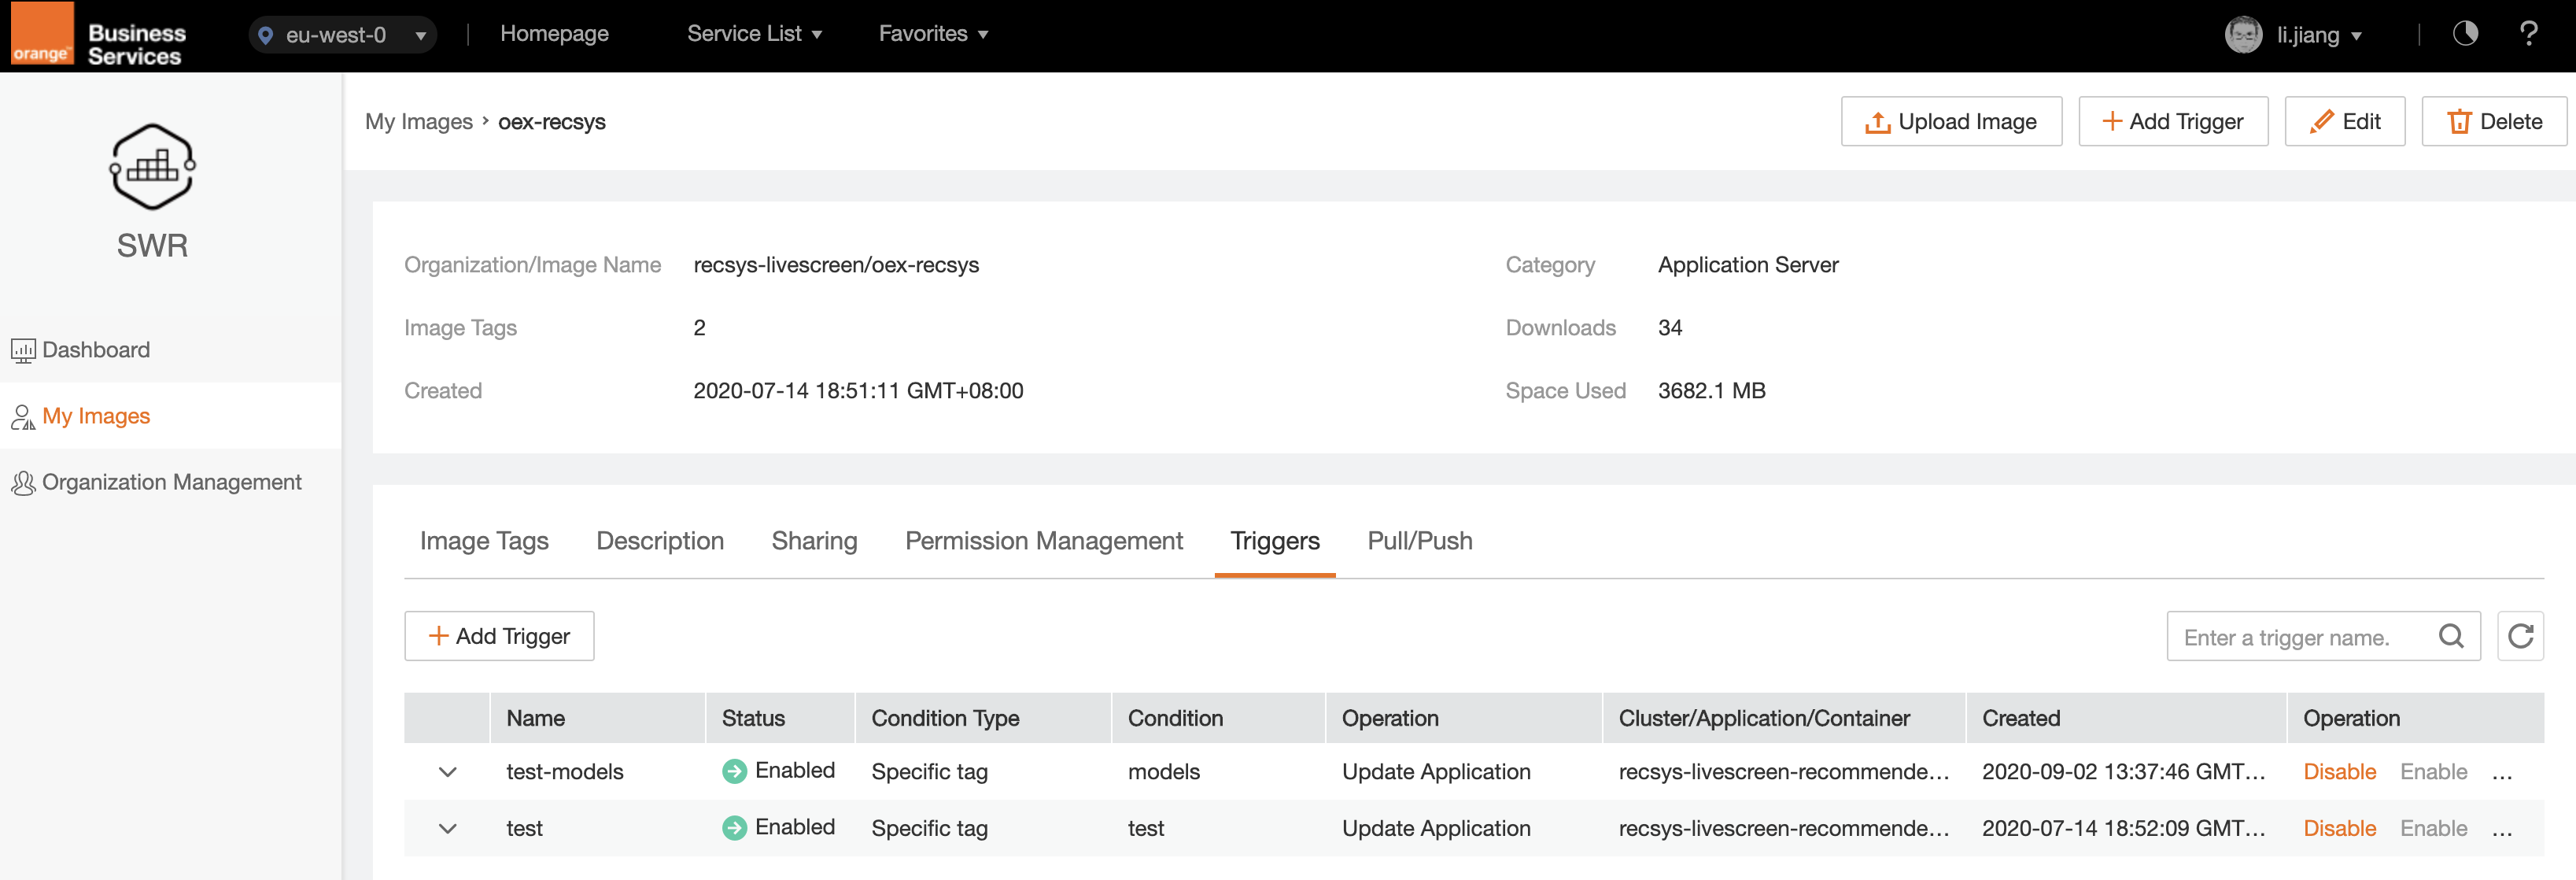 orange™ Business Services
eu-west-0 Homepage Service List Favorites li.jiang ?
SWR
Dashboard
My Images
Organization Management
My Images > oex-recsys
Upload Image Add Trigger Edit Delete
Organization/Image Name recsys-livescreen/oex-recsys Category Application Server
Image Tags 2 Downloads 34
Created 2020-07-14 18:51:11 GMT+08:00 Space Used 3682.1 MB
Image Tags Description Sharing Permission Management Triggers Pull/Push
Add Trigger Enter a trigger name.
Name Status Condition Type Condition Operation Cluster/Application/Container Created Operation
test-models Enabled Specific tag models Update Application recsys-livescreen-recommende... 2020-09-02 13:37:46 GMT... Disable Enable ...
test Enabled Specific tag test Update Application recsys-livescreen-recommende... 2020-07-14 18:52:09 GMT... Disable Enable ...